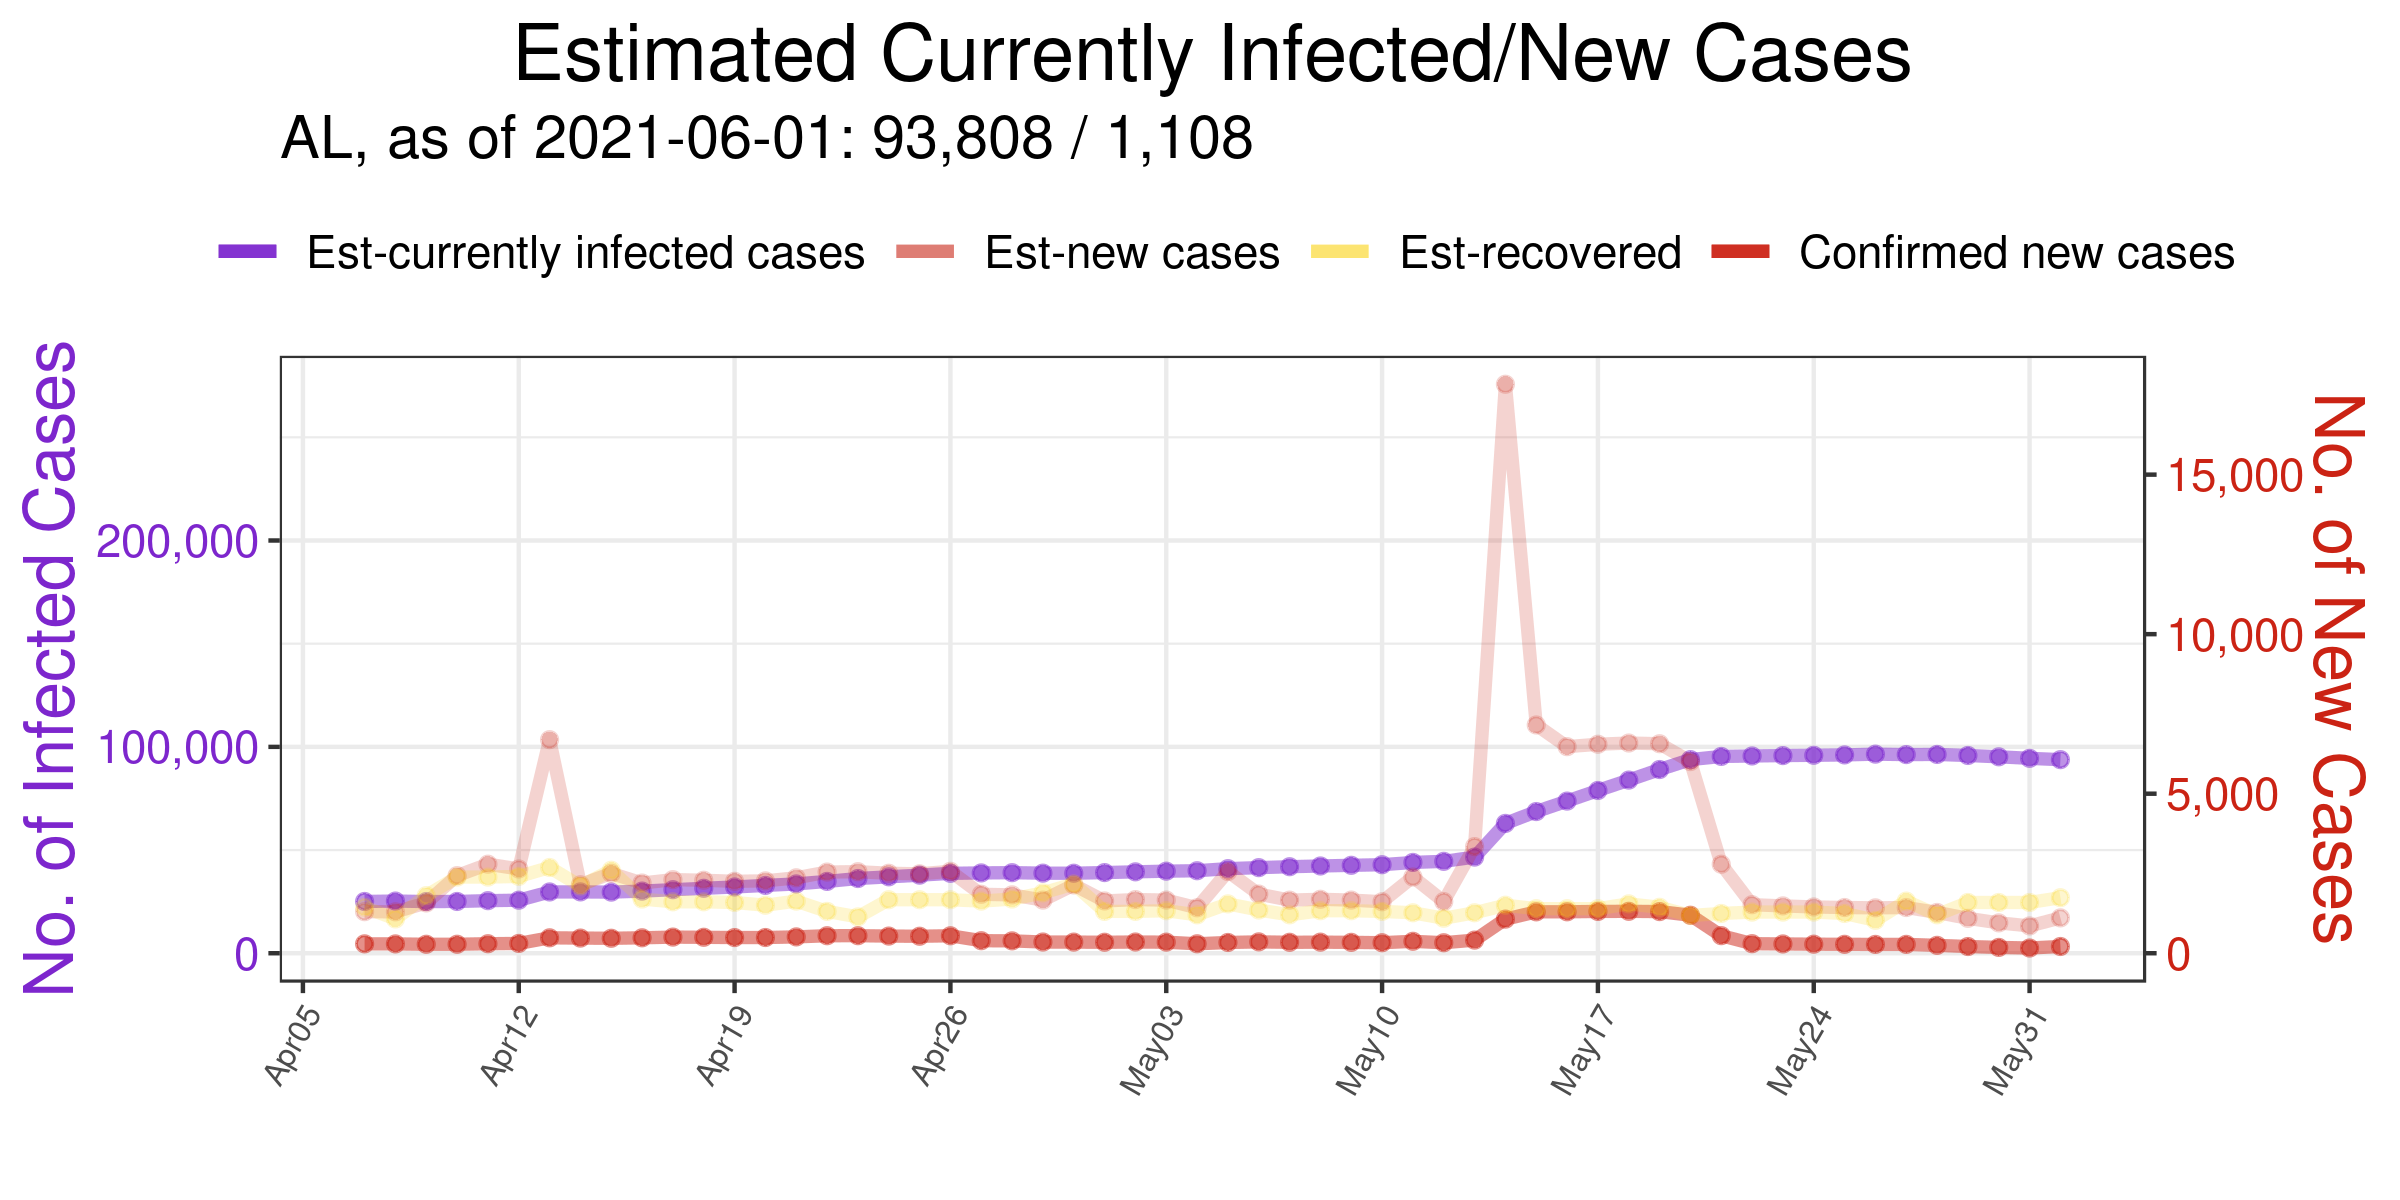 Estimated Currently Infected/New Cases
AL, as of 2021-06-01: 93,808 / 1,108
Est-currently infected cases Est-new cases Est-recovered Confirmed new cases
No. of Infected Cases
200,000
100,000
0
15,000
10,000
5,000
0
No. of New Cases
Apr05 Apr12 Apr19 Apr26 May03 May10 May17 May24 May31